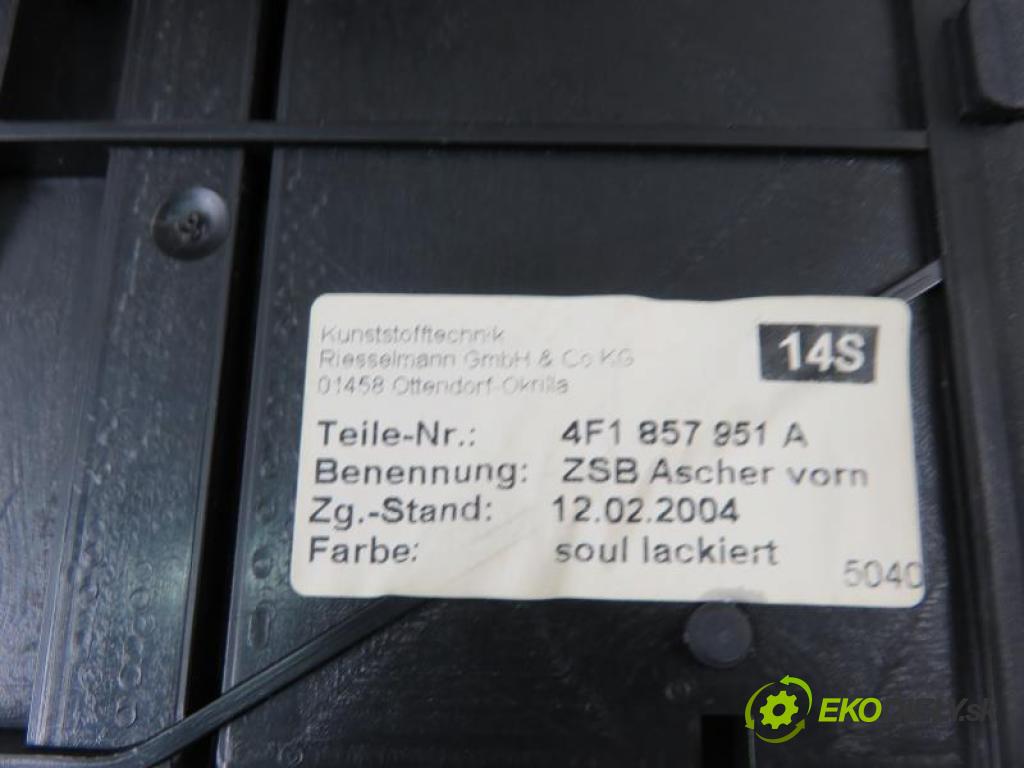 Kunststofftechnik
Riesselmann GmbH & Co KG
01458 Ottendorf-Okrilla
14S
Teile-Nr.: 4F1 857 951 A
Benennung: ZSB Ascher vorn
Zg.-Stand: 12.02.2004
Farbe: soul lackiert
5040
EKO